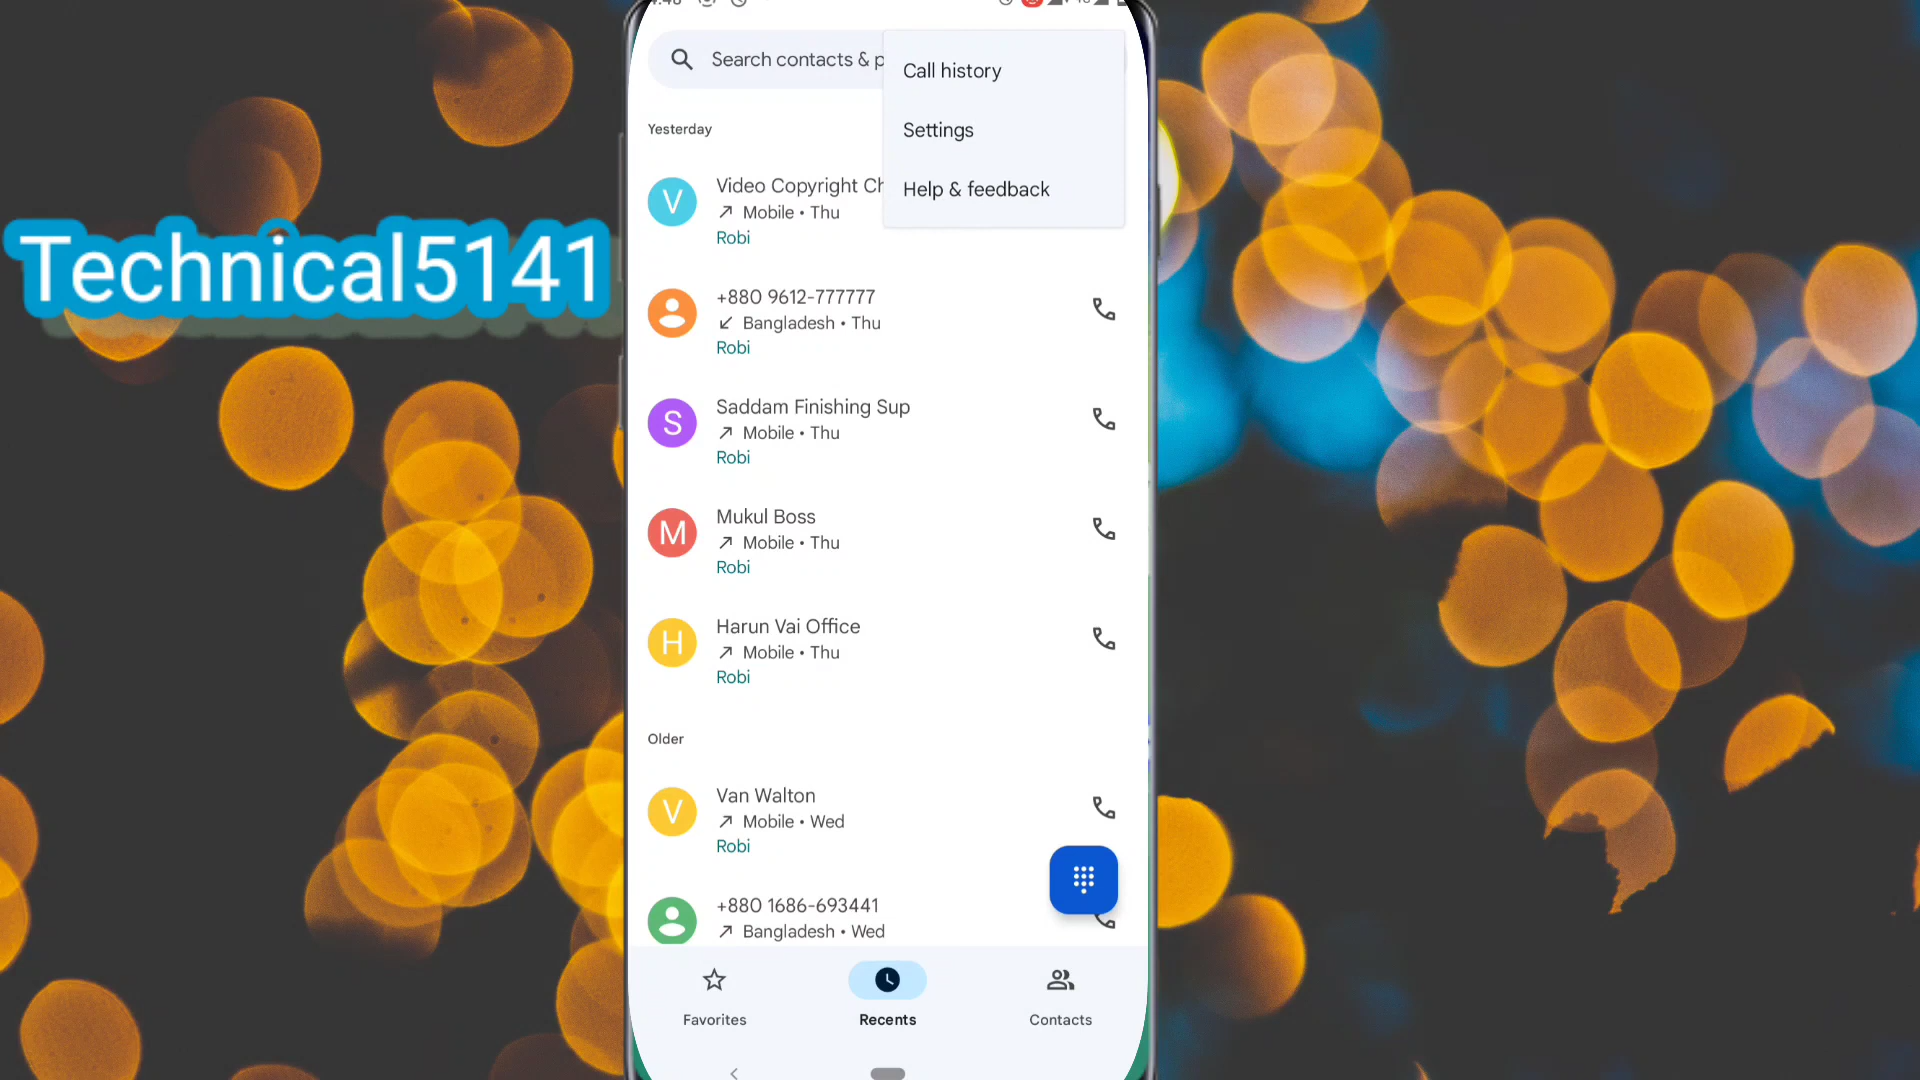 Technical5141
Search contacts & p
Call history
Settings
Help & feedback
Yesterday
V
Video Copyright Ch
Mobile • Thu
Robi
+880 9612-777777
Bangladesh • Thu
Robi
S
Saddam Finishing Sup
Mobile • Thu
Robi
M
Mukul Boss
Mobile • Thu
Robi
H
Harun Vai Office
Mobile • Thu
Robi
Older
V
Van Walton
Mobile • Wed
Robi
+880 1686-693441
Bangladesh • Wed
Favorites
Recents
Contacts